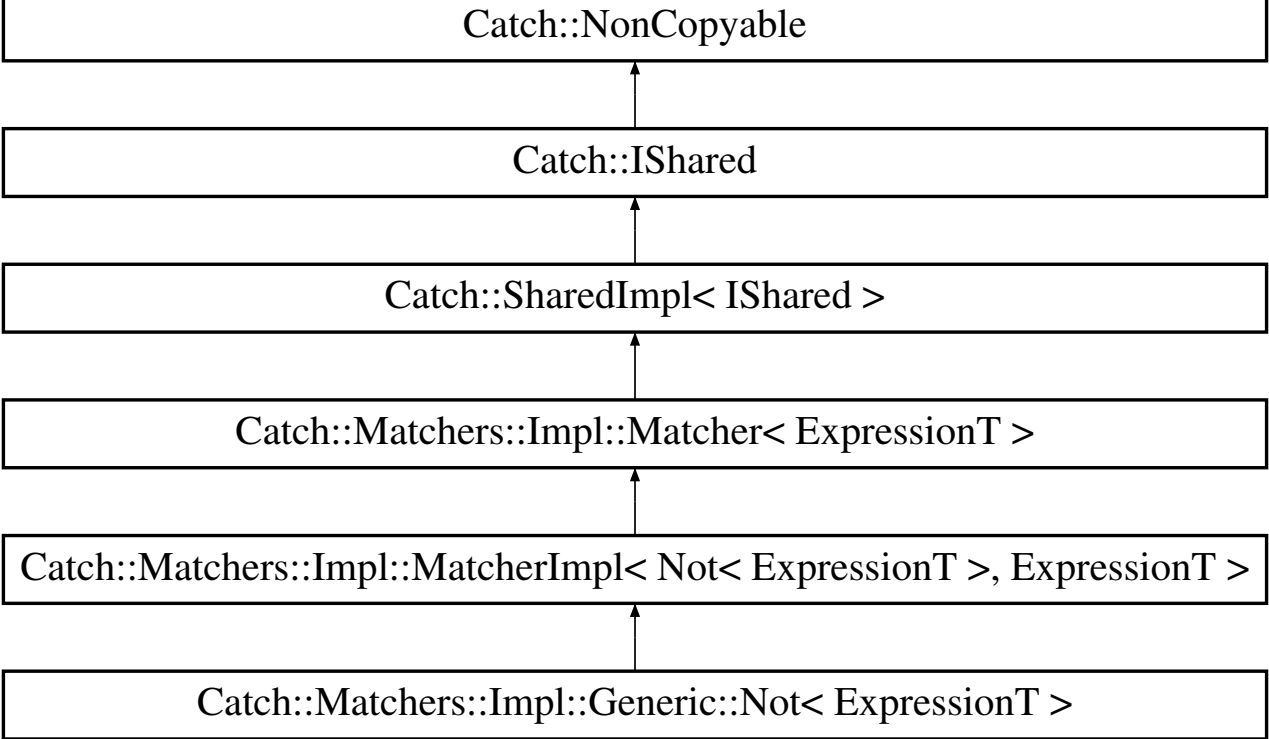 Catch::NonCopyable
Catch::IShared
Catch::SharedImpl< IShared >
Catch::Matchers::Impl::Matcher< ExpressionT >
Catch::Matchers::Impl::MatcherImpl< Not< ExpressionT >, ExpressionT >
Catch::Matchers::Impl::Generic::Not< ExpressionT >